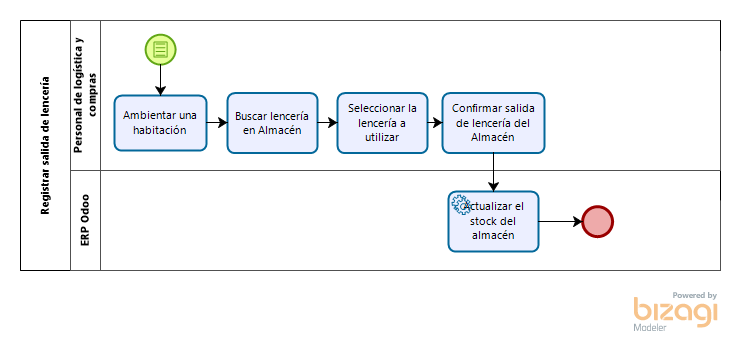 Registrar salida de lencería
Personal de logística y
compras
Ambientar una
habitación
Buscar lencería
en Almacén
Seleccionar la
lencería a
utilizar
Confirmar salida
de lencería del
Almacén
ERP Odoo
Actualizar el
stock del
almacén
Powered by
bizagi
Modeler